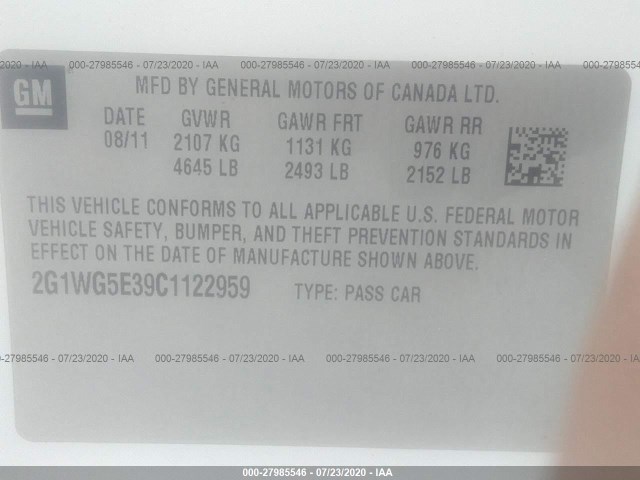 000-27985546 - 07/23/2020 - IAA 000-27985546 - 07/23/2020 - IAA 000-27985546 - 07/23/2020 - IAA
GM
MFD BY GENERAL MOTORS OF CANADA LTD.
DATE GVWR GAWR FRT GAWR RR
08/11 2107 KG 1131 KG 976 KG
4645 LB 2493 LB 2152 LB
THIS VEHICLE CONFORMS TO ALL APPLICABLE U.S. FEDERAL MOTOR
VEHICLE SAFETY, BUMPER, AND THEFT PREVENTION STANDARDS IN
EFFECT ON THE DATE OF MANUFACTURE SHOWN ABOVE.
2G1WG5E39C1122959 TYPE: PASS CAR
000-27985546 - 07/23/2020 - IAA 000-27985546 - 07/23/2020 - IAA 000-27985546 - 07/23/2020 - IAA
000-27985546 - 07/23/2020 - IAA